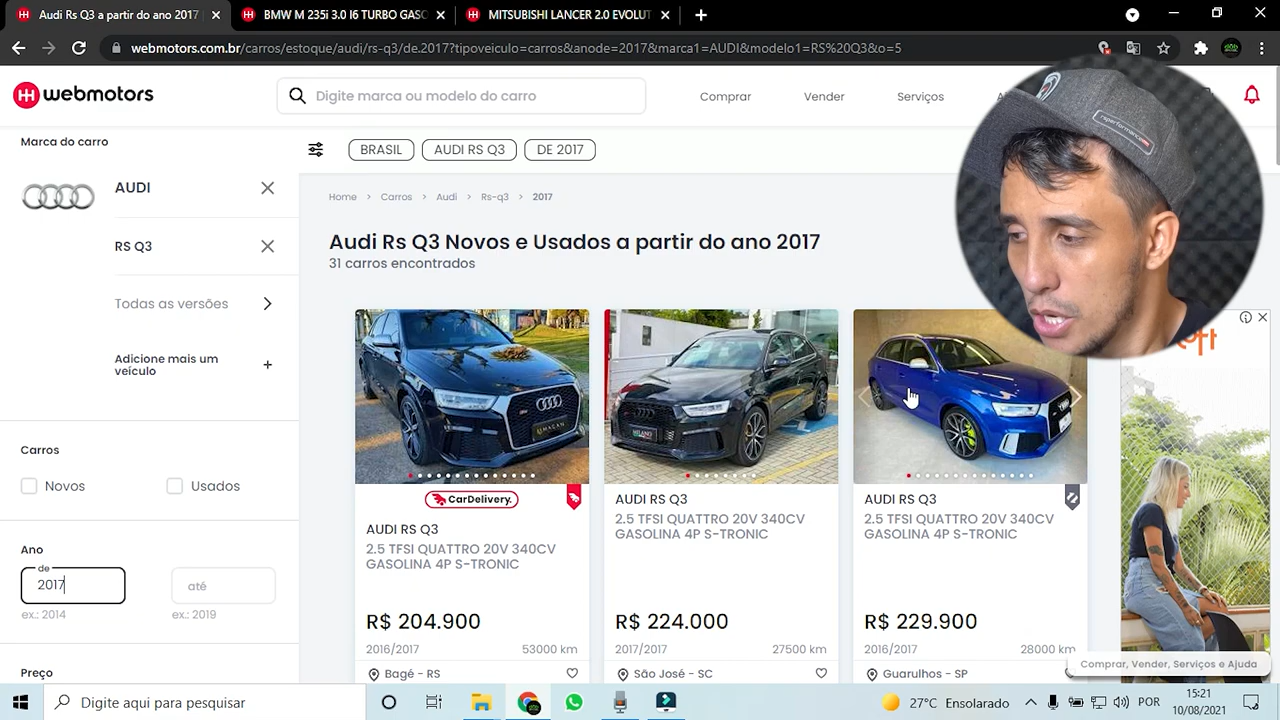 Audi RS Q3 a partir do ano 2017
BMW M 235i 3.0 I6 TURBO GASO
MITSUBISHI LANCER 2.0 EVOLUT
webmotors.com.br/carros/estoque/audi/rs-q3/de.2017?tipoveiculo=carros&anode=2017&marca1=AUDI&modelo1=RS%20Q3&o=5
webmotors
Digite marca ou modelo do carro
Comprar
Vender
Serviços
Marca do carro
AUDI
RS Q3
Todas as versões
Adicione mais um
veículo
Carros
Novos
Usados
Ano
de
2017
até
ex.: 2014
ex.: 2019
Preço
BRASIL
AUDI RS Q3
DE 2017
Home > Carros > Audi > Rs-q3 > 2017
Audi Rs Q3 Novos e Usados a partir do ano 2017
31 carros encontrados
CarDelivery.
AUDI RS Q3
2.5 TFSI QUATTRO 20V 340CV
GASOLINA 4P S-TRONIC
R$ 204.900
2016/2017 53000 km
Bagé - RS
AUDI RS Q3
2.5 TFSI QUATTRO 20V 340CV
GASOLINA 4P S-TRONIC
R$ 224.000
2017/2017 27500 km
São José - SC
AUDI RS Q3
2.5 TFSI QUATTRO 20V 340CV
GASOLINA 4P S-TRONIC
R$ 229.900
2016/2017 28000 km
Guarulhos - SP
Comprar, Vender, Serviços e Ajuda
Digite aqui para pesquisar
27°C Ensolarado
POR
15:21
10/08/2021